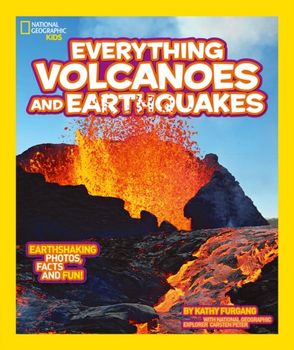 NATIONAL
GEOGRAPHIC
KiDS
EVERYTHING
VOLCANOES
AND EARTHQUAKES
EARTHSHAKING
PHOTOS,
FACTS
AND FUN!
BY KATHY FURGANG
WITH NATIONAL GEOGRAPHIC
EXPLORER CARSTEN PETER